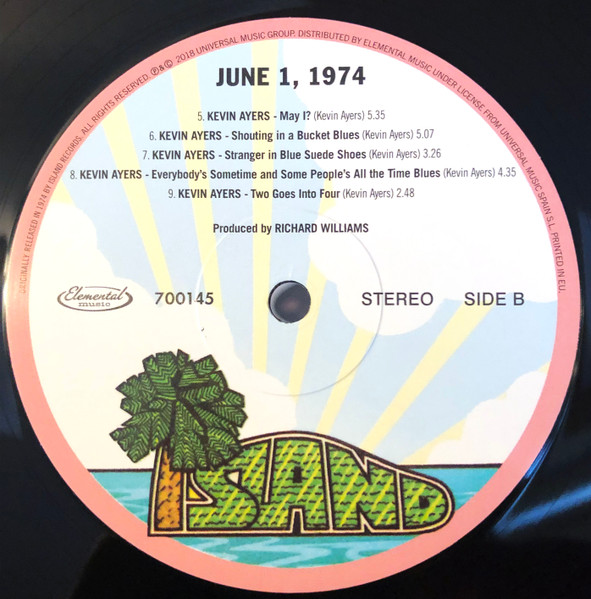 ORIGINALLY RELEASED IN 1974 BY ISLAND RECORDS. ALL RIGHTS RESERVED. ℗&© 2018 UNIVERSAL MUSIC GROUP. DISTRIBUTED BY ELEMENTAL MUSIC UNDER LICENSE FROM UNIVERSAL MUSIC SPAIN S.L. PRINTED IN E.U.
JUNE 1, 1974
5. KEVIN AYERS - May I? (Kevin Ayers) 5.35
6. KEVIN AYERS - Shouting in a Bucket Blues (Kevin Ayers) 5.07
7. KEVIN AYERS - Stranger in Blue Suede Shoes (Kevin Ayers) 3.26
8. KEVIN AYERS - Everybody's Sometime and Some People's All the Time Blues (Kevin Ayers) 4.35
9. KEVIN AYERS - Two Goes Into Four (Kevin Ayers) 2.48
Produced by RICHARD WILLIAMS
Elemental music 700145 STEREO SIDE B
ISLAND